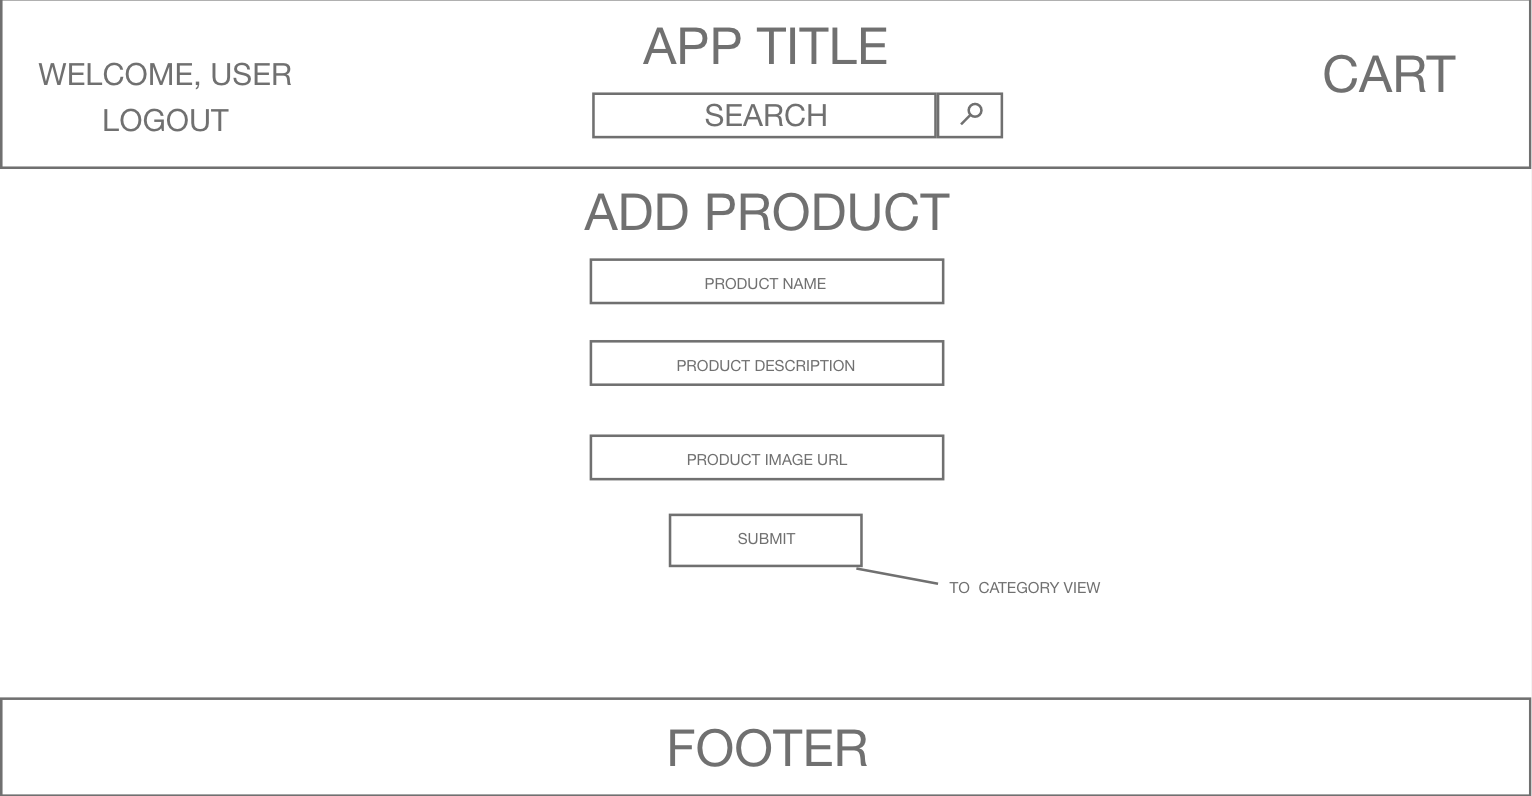 APP TITLE
WELCOME, USER
LOGOUT
SEARCH
CART
ADD PRODUCT
PRODUCT NAME
PRODUCT DESCRIPTION
PRODUCT IMAGE URL
SUBMIT
TO  CATEGORY VIEW
FOOTER